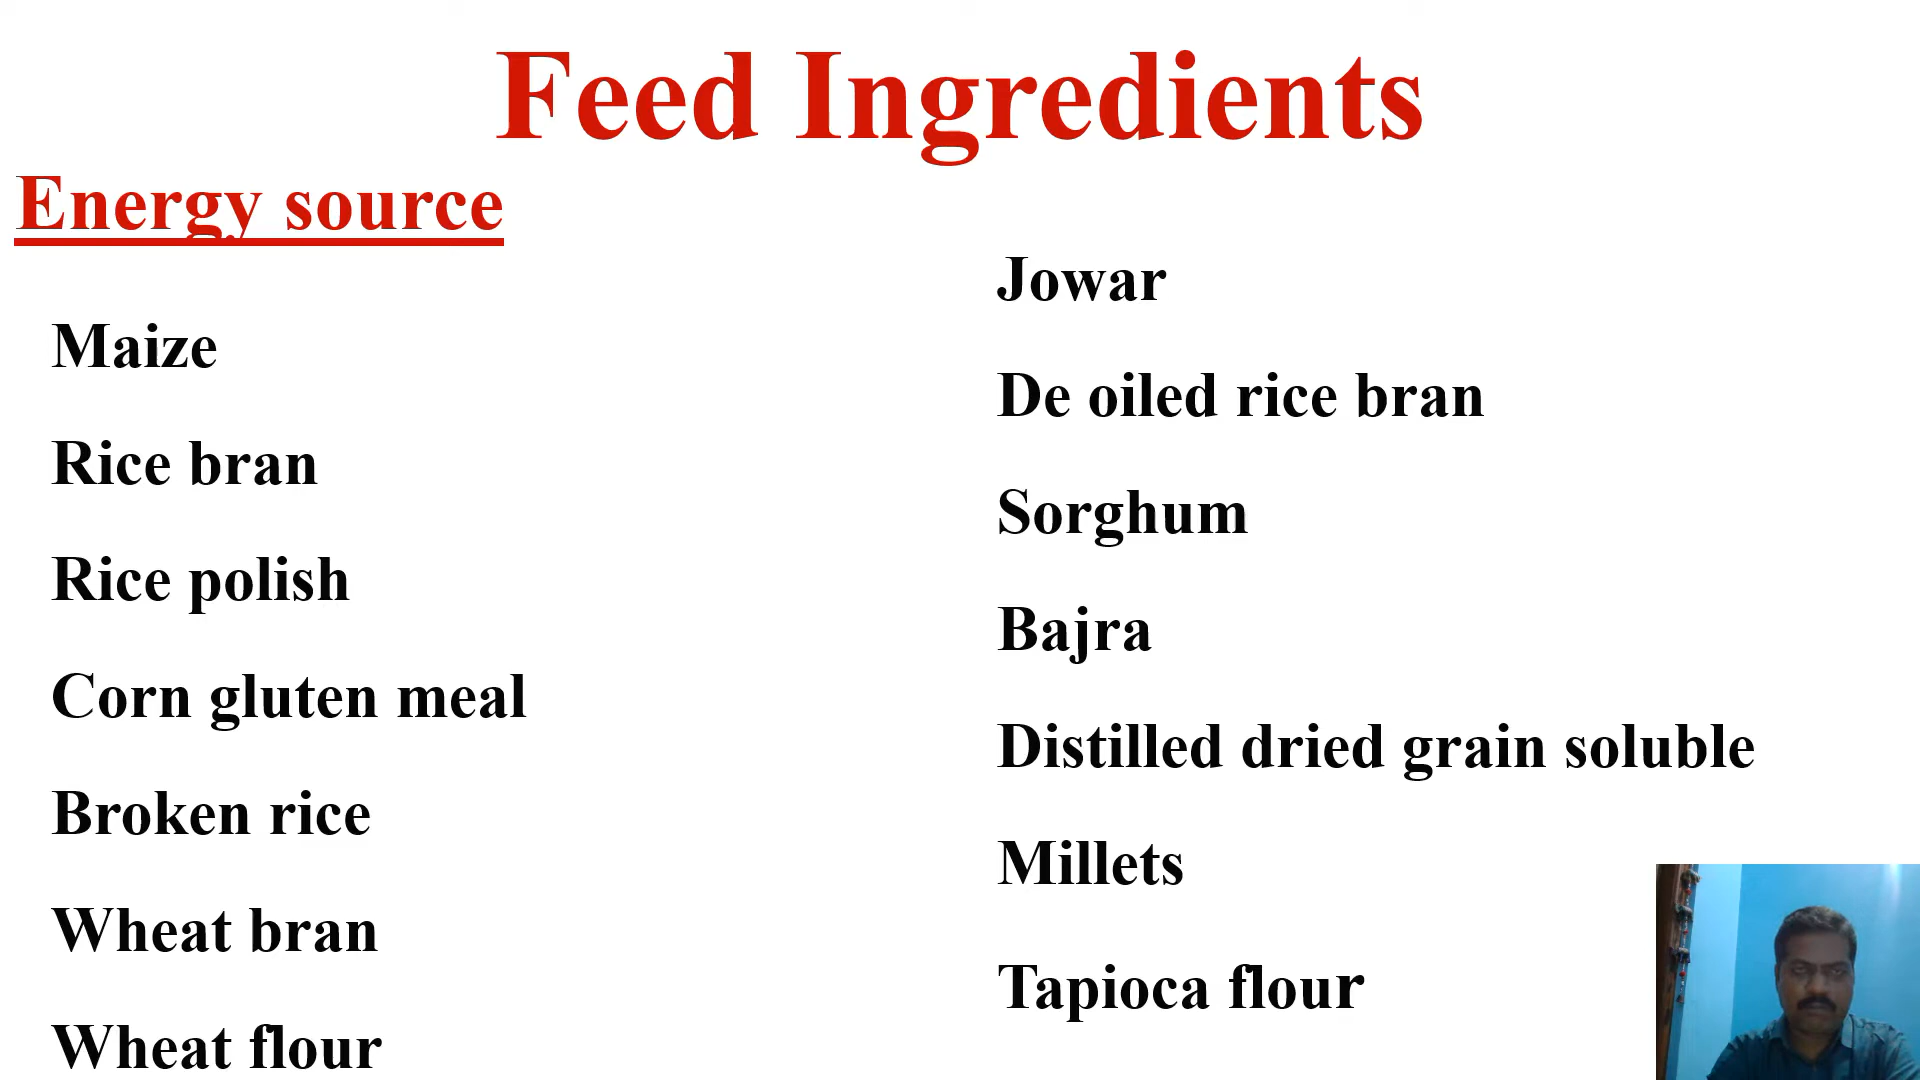 Feed Ingredients
Energy source
Maize
Rice bran
Rice polish
Corn gluten meal
Broken rice
Wheat bran
Wheat flour
Jowar
De oiled rice bran
Sorghum
Bajra
Distilled dried grain soluble
Millets
Tapioca flour